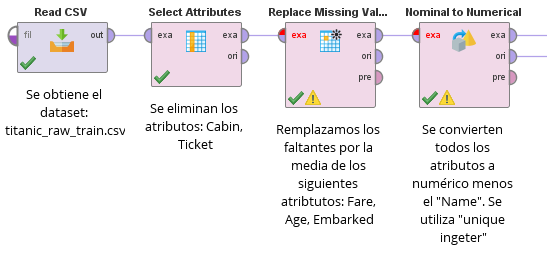 Read CSV
fil
out
Se obtiene el
dataset:
titanic_raw_train.csv
Select Attributes
exa
exa
ori
Se eliminan los
atributos: Cabin,
Ticket
Replace Missing Val...
exa
exa
ori
pre
Remplazamos los
faltantes por la
media de los
siguientes
atribtutos: Fare,
Age, Embarked
Nominal to Numerical
exa
exa
ori
pre
Se convierten
todos los
atributos a
numérico menos
el "Name". Se
utiliza "unique
ingeter"